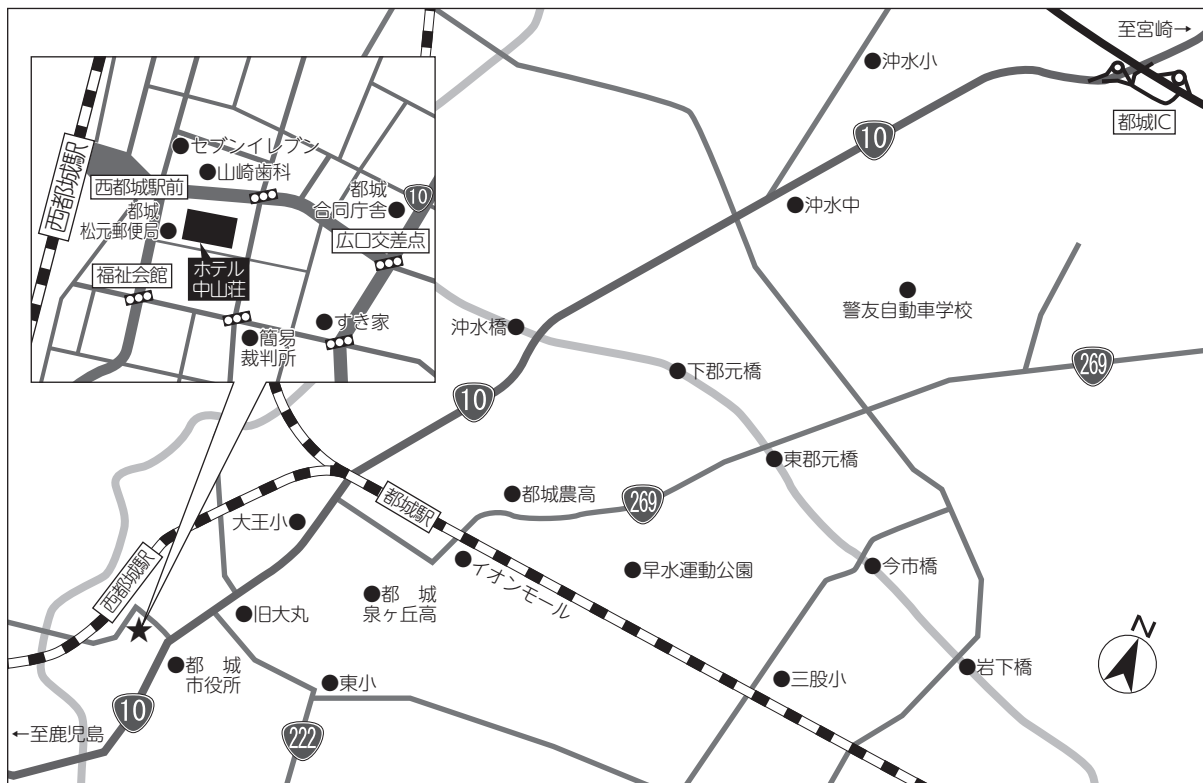 西都城駅
セブンイレブン
山崎歯科
西都城駅前
都城
合同庁舎
10
都城
松元郵便局
広口交差点
ホテル
中山荘
福祉会館
すき家
簡易
裁判所
至宮崎→
沖水小
都城IC
10
沖水中
警友自動車学校
沖水橋
下郡元橋
269
10
東郡元橋
都城農高
269
都城駅
大王小
イオンモール
早水運動公園
今市橋
西都城駅
都 城
泉ヶ丘高
旧大丸
N
都 城
市役所
東小
三股小
岩下橋
10
←至鹿児島
222